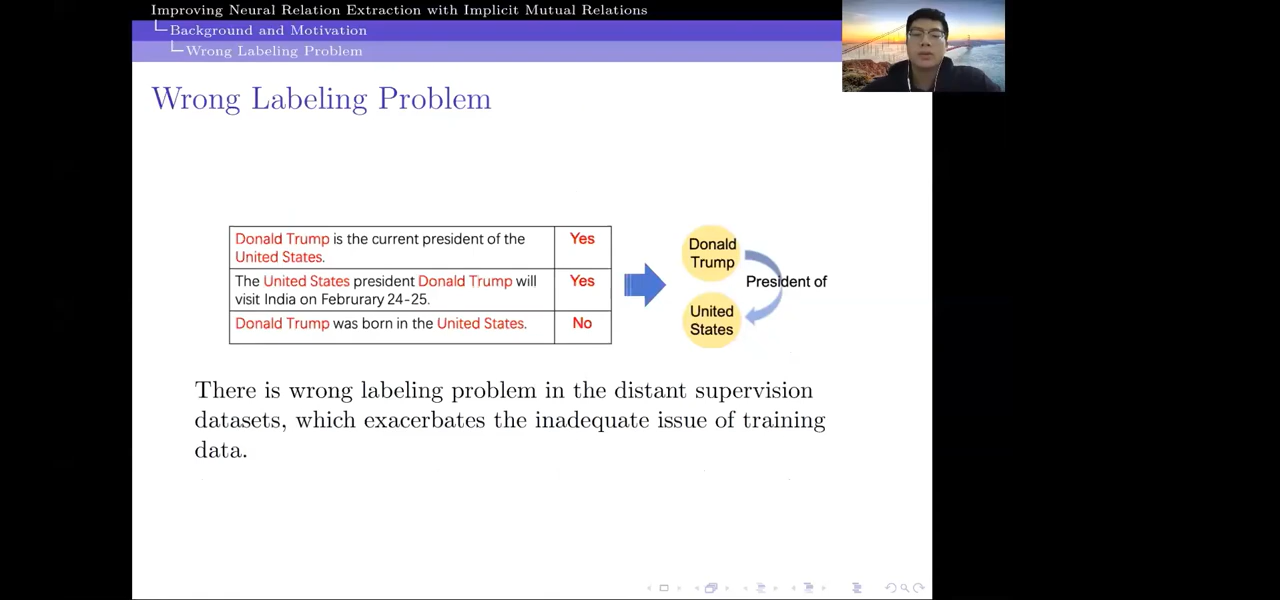 Improving Neural Relation Extraction with Implicit Mutual Relations
Background and Motivation
Wrong Labeling Problem
Wrong Labeling Problem
Donald Trump is the current president of the
United States.
Yes
The United States president Donald Trump will
visit India on Februrary 24-25.
Yes
Donald Trump was born in the United States.
No
Donald
Trump
President of
United
States
There is wrong labeling problem in the distant supervision
datasets, which exacerbates the inadequate issue of training
data.